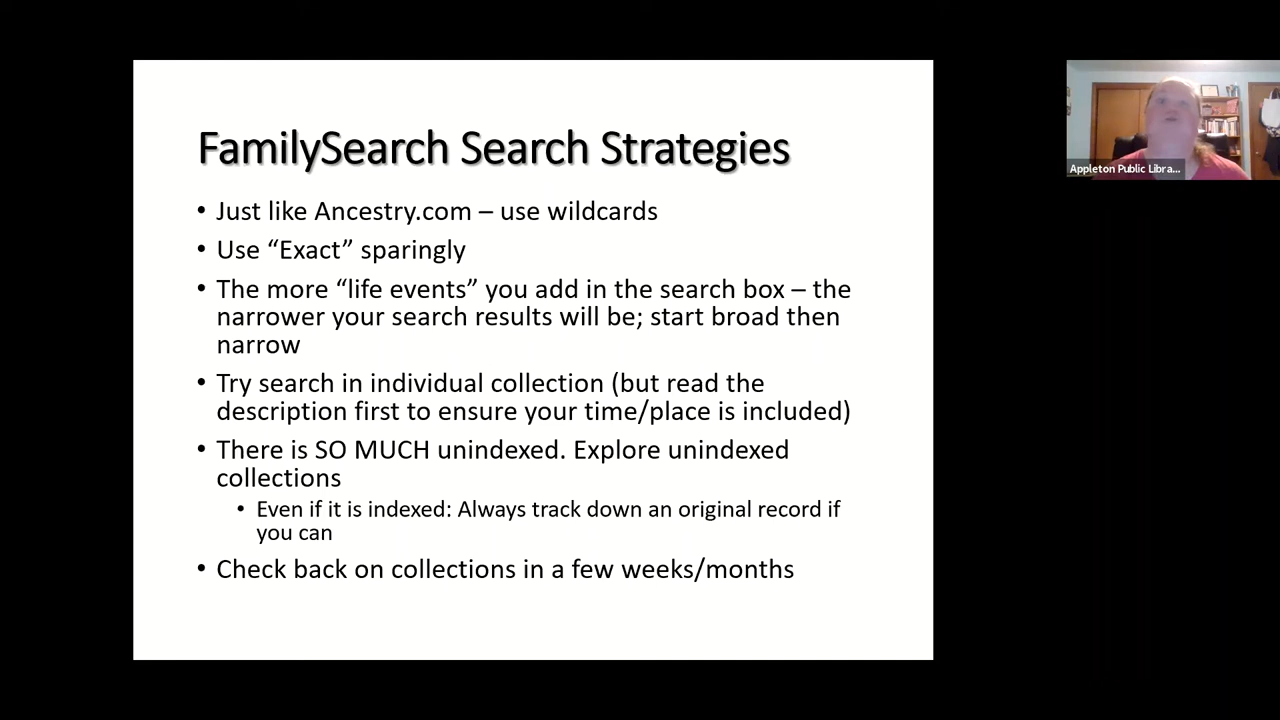 FamilySearch Search Strategies
• Just like Ancestry.com – use wildcards
• Use “Exact” sparingly
• The more “life events” you add in the search box – the
narrower your search results will be; start broad then
narrow
• Try search in individual collection (but read the
description first to ensure your time/place is included)
• There is SO MUCH unindexed. Explore unindexed
collections
• Even if it is indexed: Always track down an original record if
you can
• Check back on collections in a few weeks/months
Appleton Public Libra...